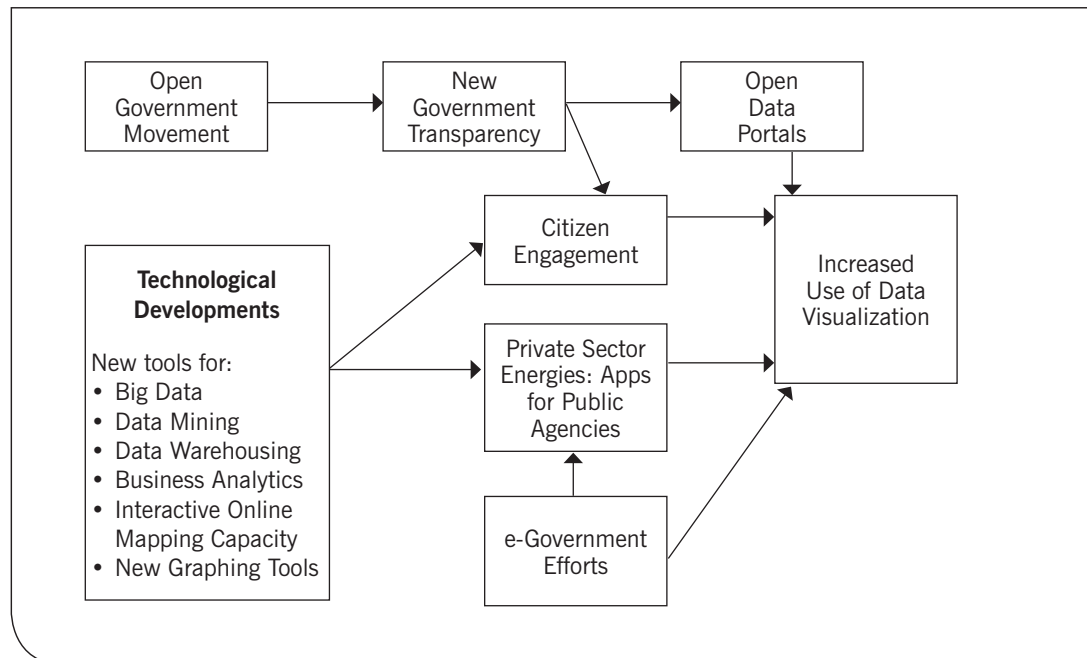 Open
Government
Movement
New
Government
Transparency
Open
Data
Portals
Citizen
Engagement
Technological
Developments
New tools for:
• Big Data
• Data Mining
• Data Warehousing
• Business Analytics
• Interactive Online
Mapping Capacity
• New Graphing Tools
Private Sector
Energies: Apps
for Public
Agencies
e-Government
Efforts
Increased
Use of Data
Visualization